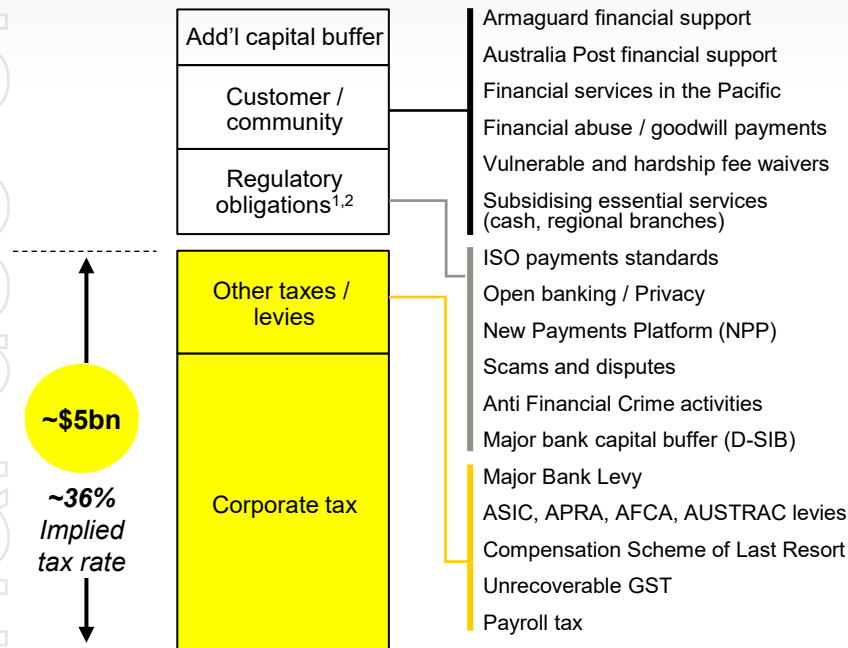 Add'l capital buffer
Customer /
community
Regulatory
obligations1,2
Other taxes /
levies
Corporate tax
~$5bn
~36%
Implied
tax rate
Armaguard financial support
Australia Post financial support
Financial services in the Pacific
Financial abuse / goodwill payments
Vulnerable and hardship fee waivers
Subsidising essential services
(cash, regional branches)
ISO payments standards
Open banking / Privacy
New Payments Platform (NPP)
Scams and disputes
Anti Financial Crime activities
Major bank capital buffer (D-SIB)
Major Bank Levy
ASIC, APRA, AFCA, AUSTRAC levies
Compensation Scheme of Last Resort
Unrecoverable GST
Payroll tax